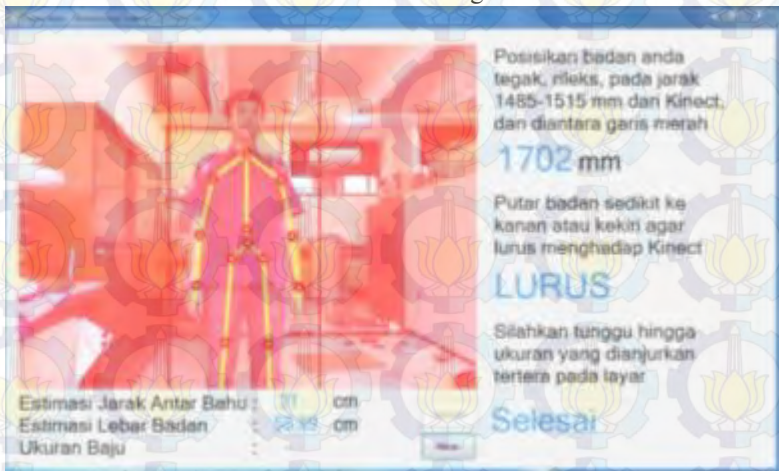 Posisikan badan anda
tegak, rileks, pada jarak
1485-1515 mm dari Kinect,
dan diantara garis merah
1702 mm
Putar badan sedikit ke
kanan atau kekiri agar
lurus menghadap Kinect
LURUS
Silahkan tunggu hingga
ukuran yang dianjurkan
tertera pada layar
Selesai
Estimasi Jarak Antar Bahu : cm
Estimasi Lebar Badan : cm
Ukuran Baju :